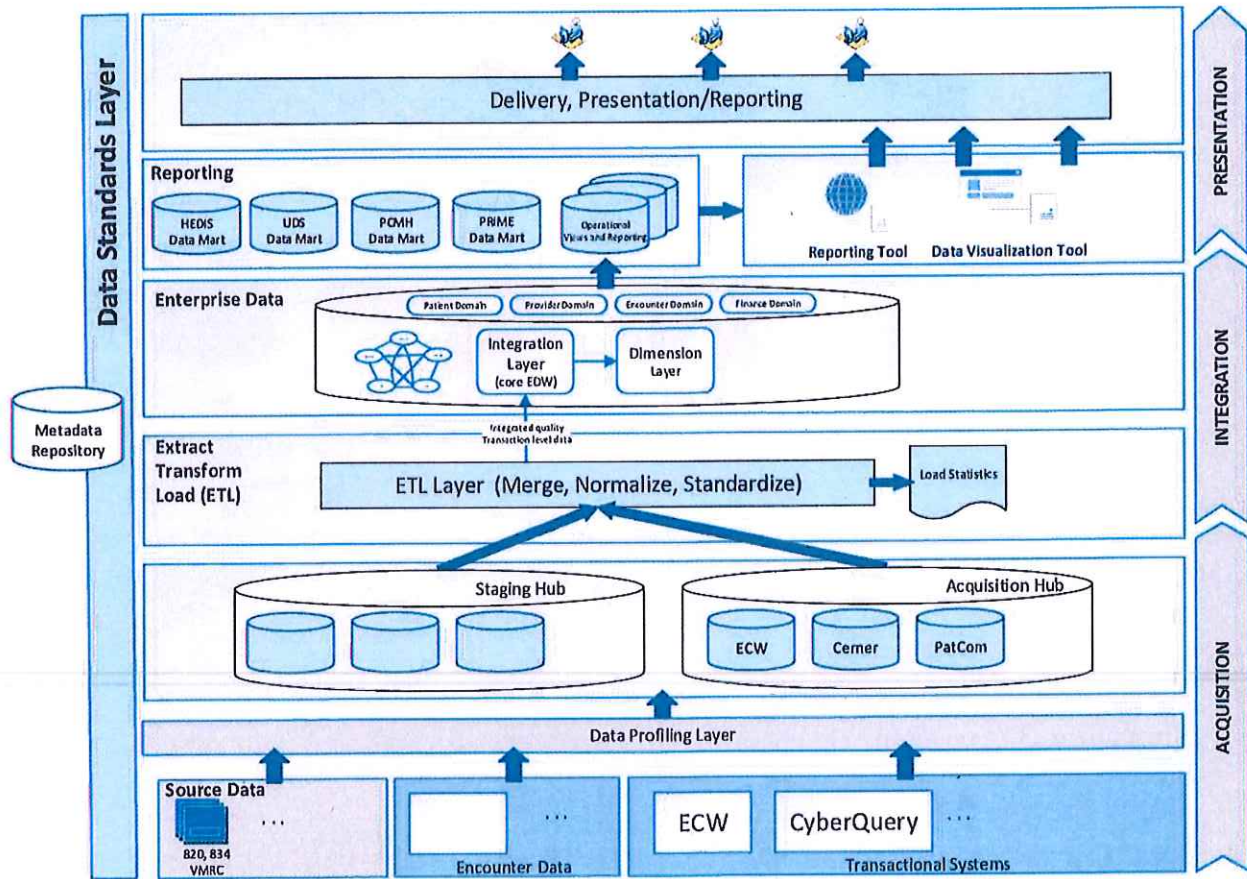 Data Standards Layer
Metadata
Repository
Delivery, Presentation/Reporting
PRESENTATION
Reporting
HEDIS
Data Mart
UDS
Data Mart
PCMH
Data Mart
PRIME
Data Mart
Operational
Views and Reporting
Reporting Tool
Data Visualization Tool
INTEGRATION
Enterprise Data
Patient Domain
Provider Domain
Encounter Domain
Finance Domain
Integration
Layer
(core EDW)
Dimension
Layer
Integrated quality
Transaction level data
Extract
Transform
Load (ETL)
ETL Layer (Merge, Normalize, Standardize)
Load Statistics
ACQUISITION
Staging Hub
Acquisition Hub
ECW
Cerner
PatCom
Data Profiling Layer
Source Data
...
820, 834
VMRC
...
Encounter Data
ECW
CyberQuery
...
Transactional Systems